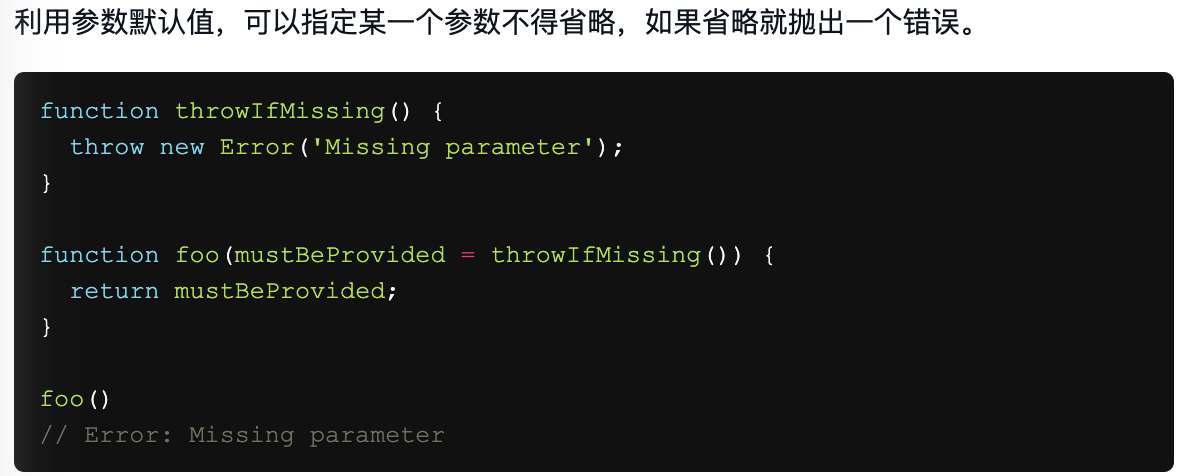 利用参数默认值，可以指定某一个参数不得省略，如果省略就抛出一个错误。
function throwIfMissing() {
  throw new Error('Missing parameter');
}
function foo(mustBeProvided = throwIfMissing()) {
  return mustBeProvided;
}
foo()
// Error: Missing parameter